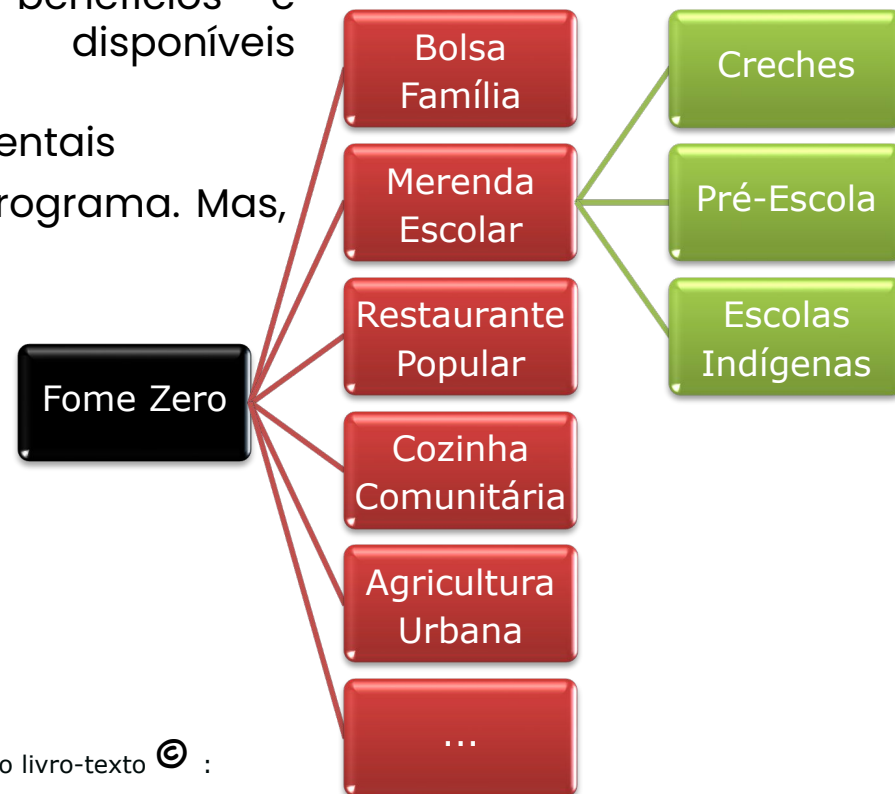 benefícios e
disponíveis
entais
rograma. Mas,
Fome Zero
Bolsa
Família
Merenda
Escolar
Restaurante
Popular
Cozinha
Comunitária
Agricultura
Urbana
...
Creches
Pré-Escola
Escolas
Indígenas
o livro-texto © :